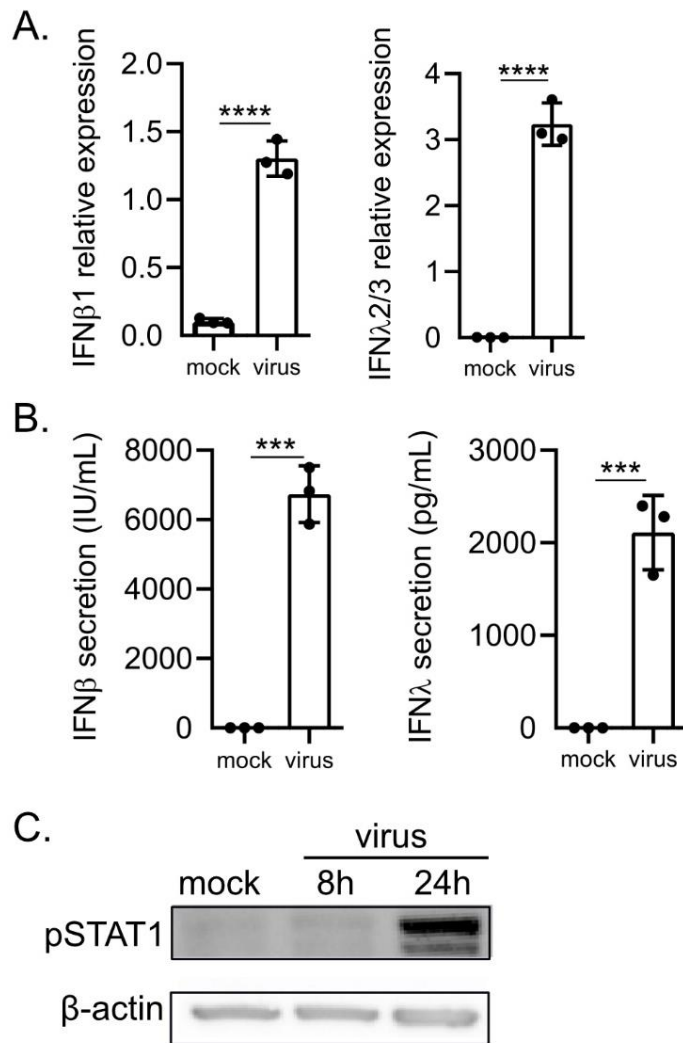 A.
IFNβ1 relative expression
2.0
1.5
1.0
0.5
0.0
****
mock virus
IFNλ2/3 relative expression
4
3
2
1
0
****
mock virus
B.
IFNβ secretion (IU/mL)
8000
6000
4000
2000
0
***
mock virus
IFNλ secretion (pg/mL)
3000
2000
1000
0
***
mock virus
C.
virus
mock 8h 24h
pSTAT1
β-actin